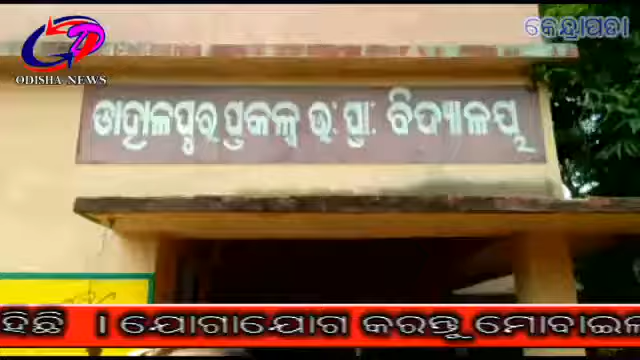 କେନ୍ଦ୍ରାପଡା
ODISHA-NEWS
ଡାହାଳପୁର ପ୍ରକଳ୍ପ ଉ. ପ୍ରା. ବିଦ୍ୟାଳୟ
ହିଛି । ଯୋଗାଯୋଗ କରନ୍ତୁ ମୋବାଇଲ